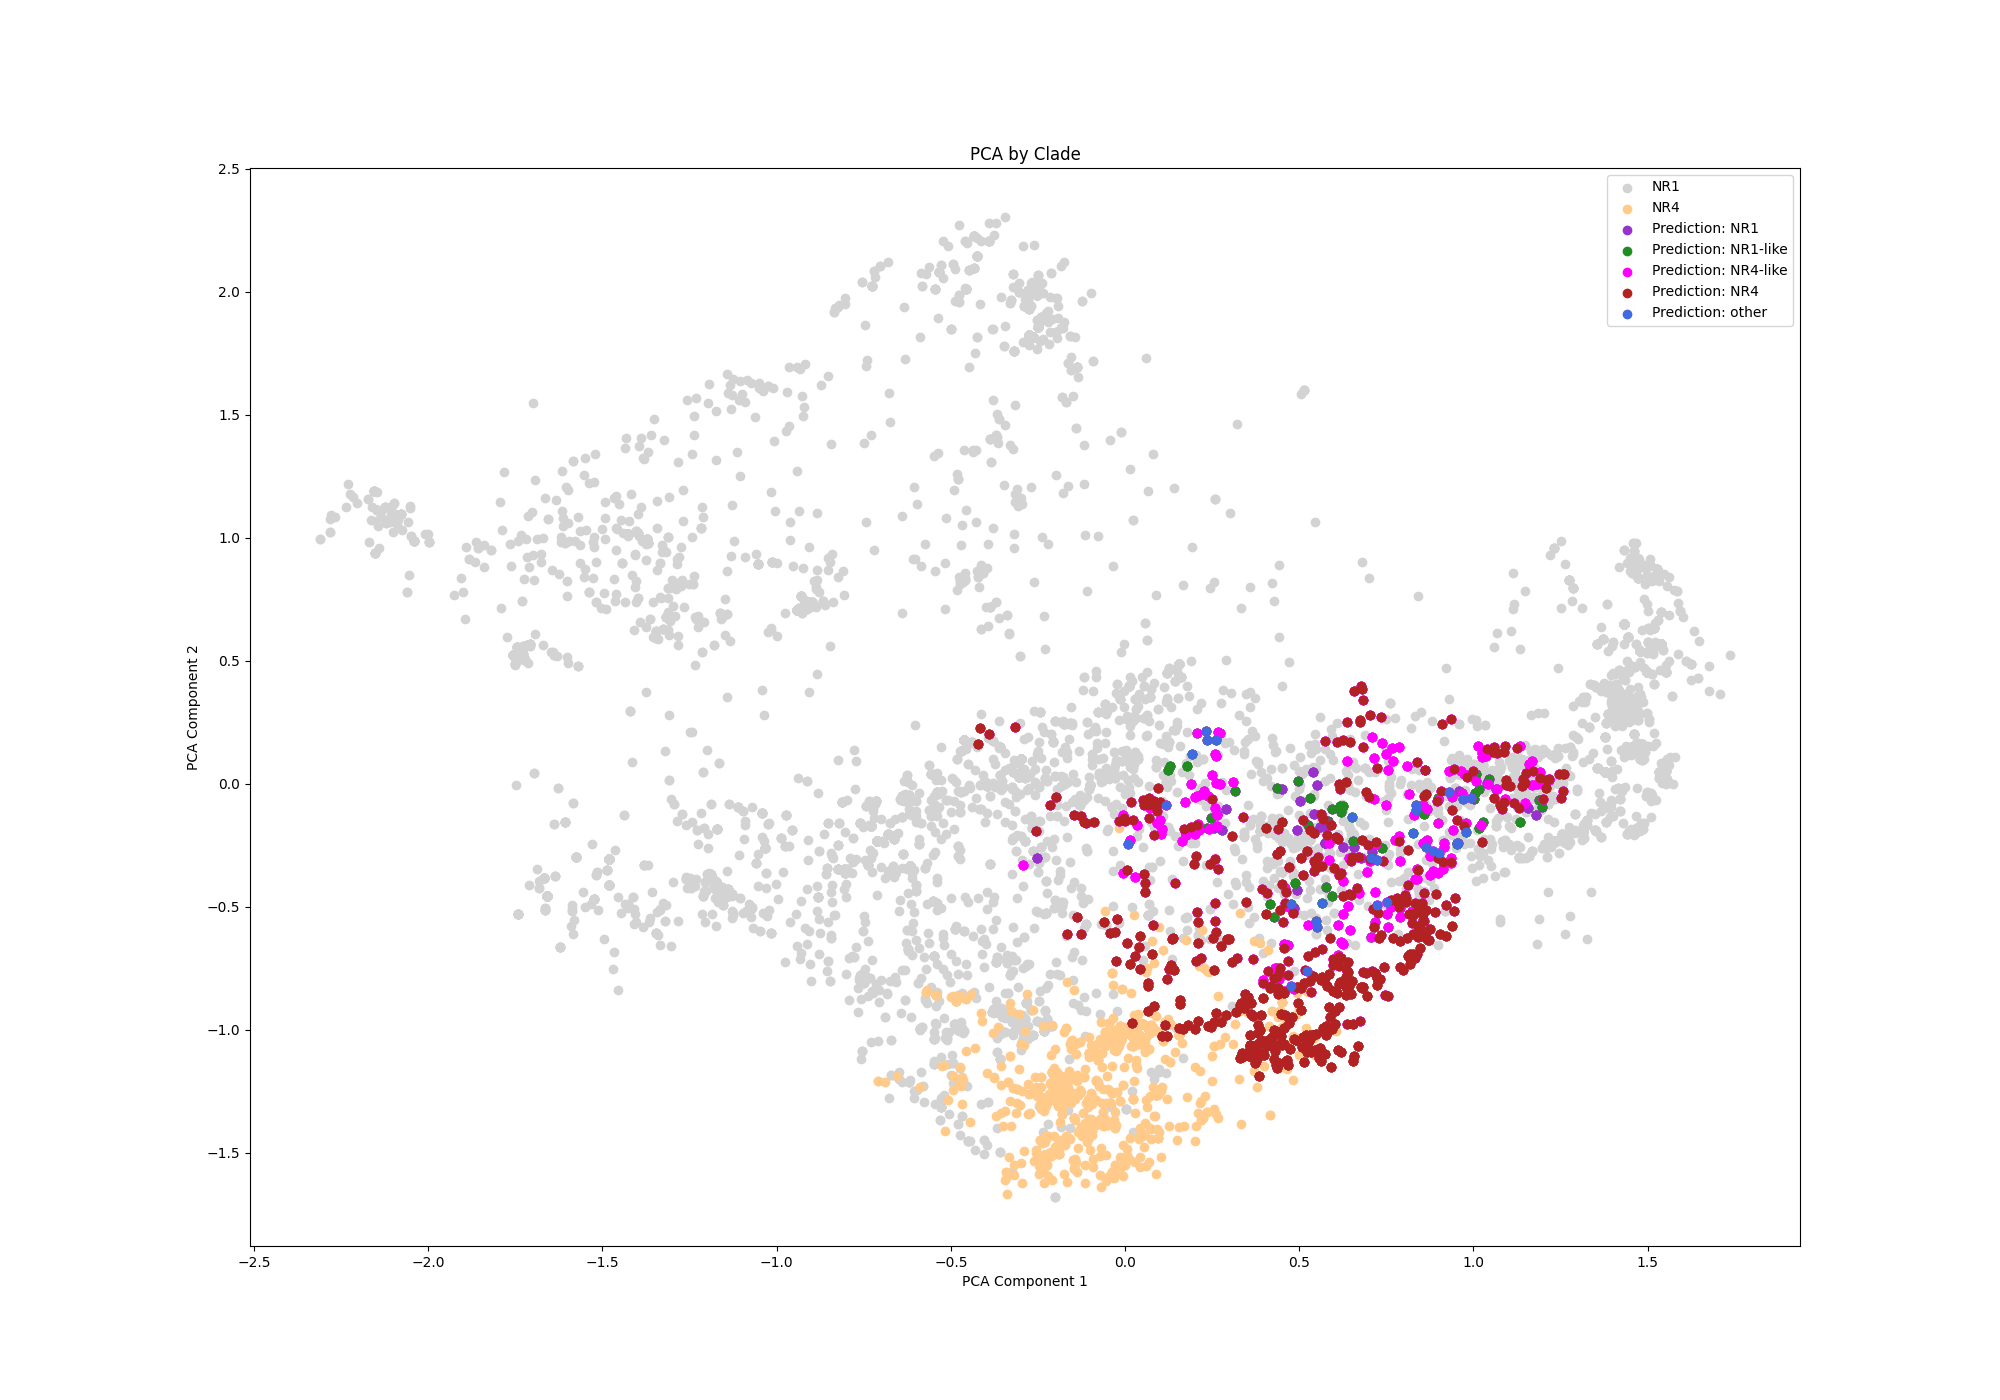 PCA by Clade
2.5
2.0
1.5
1.0
0.5
0.0
−0.5
−1.0
−1.5
PCA Component 2
NR1
NR4
Prediction: NR1
Prediction: NR1-like
Prediction: NR4-like
Prediction: NR4
Prediction: other
−2.5 −2.0 −1.5 −1.0 −0.5 0.0 0.5 1.0 1.5
PCA Component 1